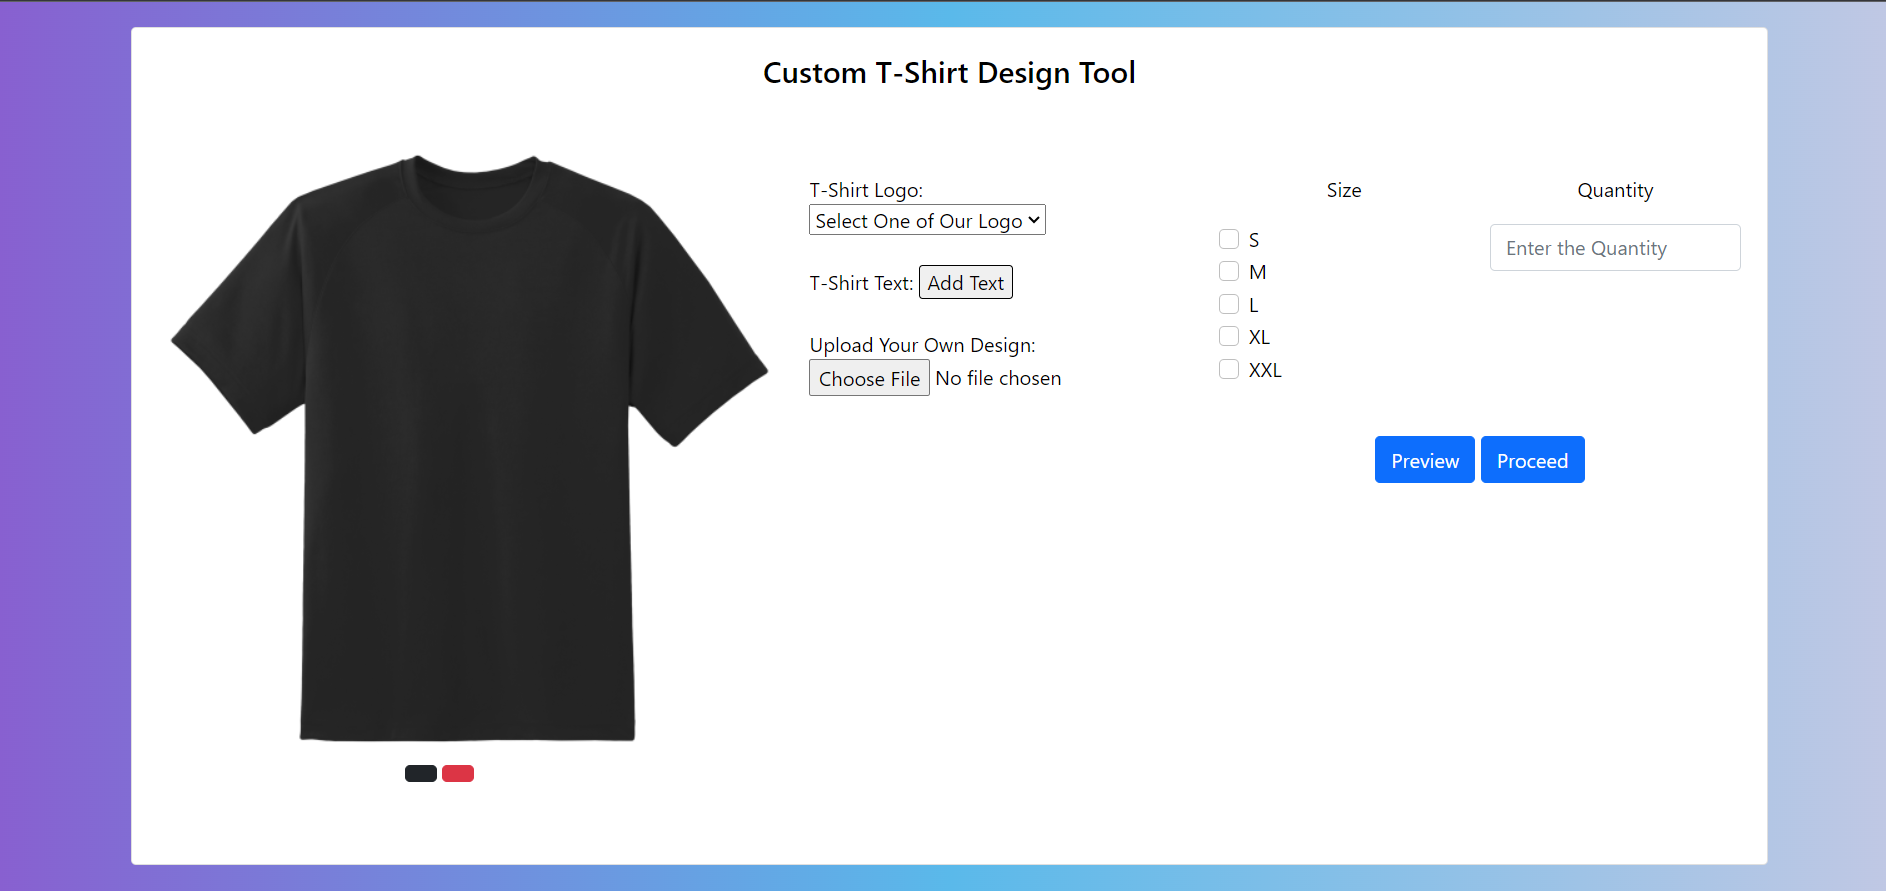 Custom T-Shirt Design Tool
T-Shirt Logo:
Select One of Our Logo
T-Shirt Text: Add Text
Upload Your Own Design:
Choose File No file chosen
Size
S
M
L
XL
XXL
Quantity
Enter the Quantity
Preview Proceed